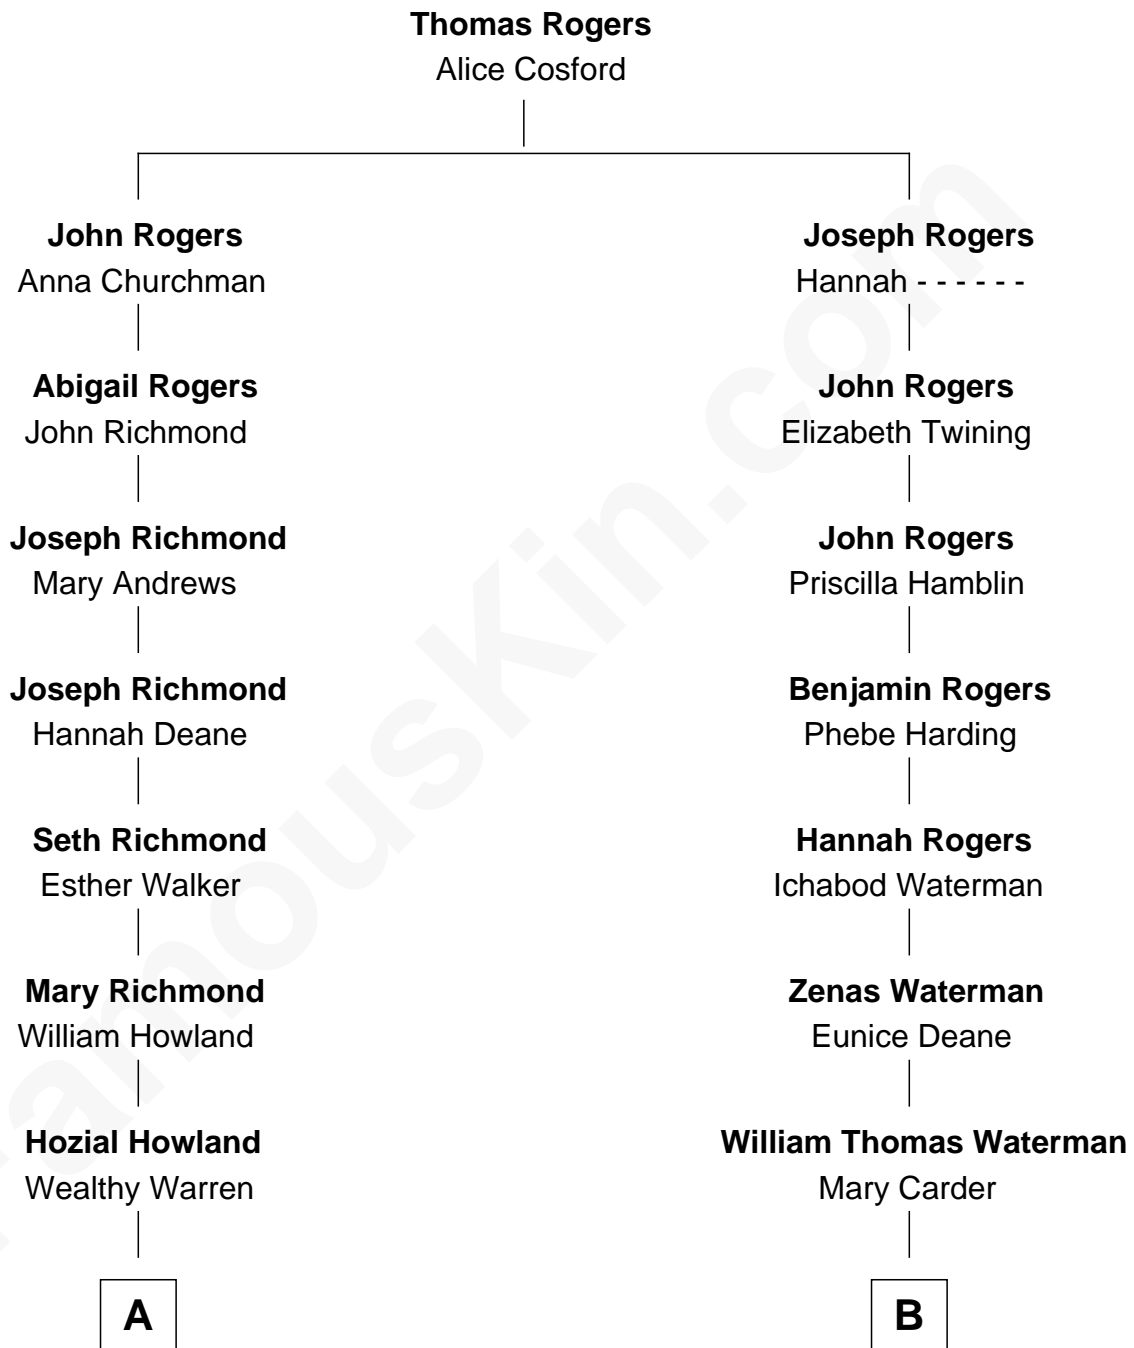 Thomas Rogers
Alice Cosford
John Rogers
Anna Churchman
Joseph Rogers
Hannah - - - - - -
Abigail Rogers
John Richmond
John Rogers
Elizabeth Twining
Joseph Richmond
Mary Andrews
John Rogers
Priscilla Hamblin
Joseph Richmond
Hannah Deane
Benjamin Rogers
Phebe Harding
Seth Richmond
Esther Walker
Hannah Rogers
Ichabod Waterman
Mary Richmond
William Howland
Zenas Waterman
Eunice Deane
Hozial Howland
Wealthy Warren
William Thomas Waterman
Mary Carder
A
B
FamousKin.com